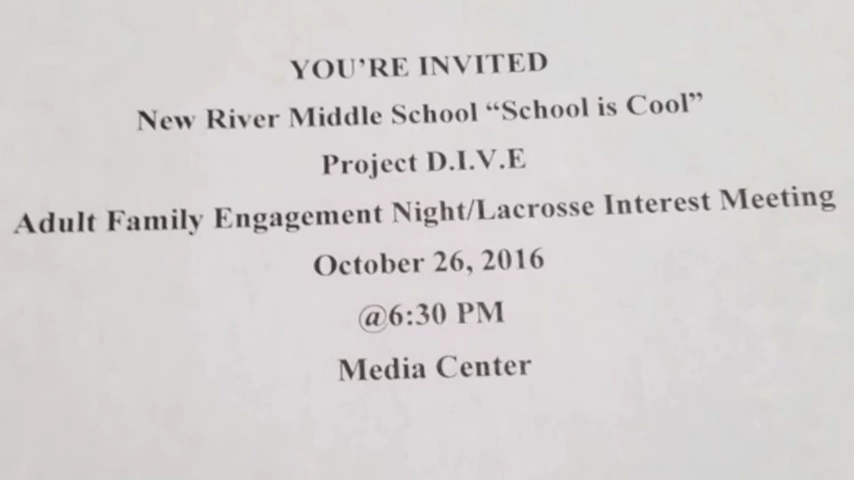 YOU'RE INVITED
New River Middle School “School is Cool”
Project D.I.V.E
Adult Family Engagement Night/Lacrosse Interest Meeting
October 26, 2016
@6:30 PM
Media Center